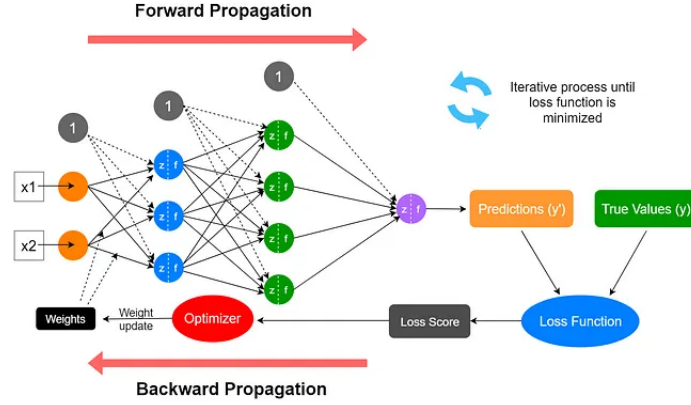 Forward Propagation
1
1
1
Iterative process until
loss function is
minimized
z f
z f
z f
z f
z f
z f
z f
z f
x1
x2
Predictions (y')
True Values (y)
Weights
Weight
update
Optimizer
Loss Score
Loss Function
Backward Propagation